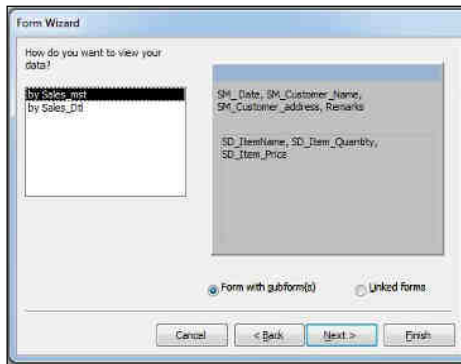 Form Wizard
How do you want to view your
data?
by Sales_mst
by Sales_Dtl
SM_Date, SM_Customer_Name,
SM_Customer_address, Remarks
SD_ItemName, SD_Item_Quantity,
SD_Item_Price
Form with subform(s)
Linked forms
Cancel
< Back
Next >
Finish